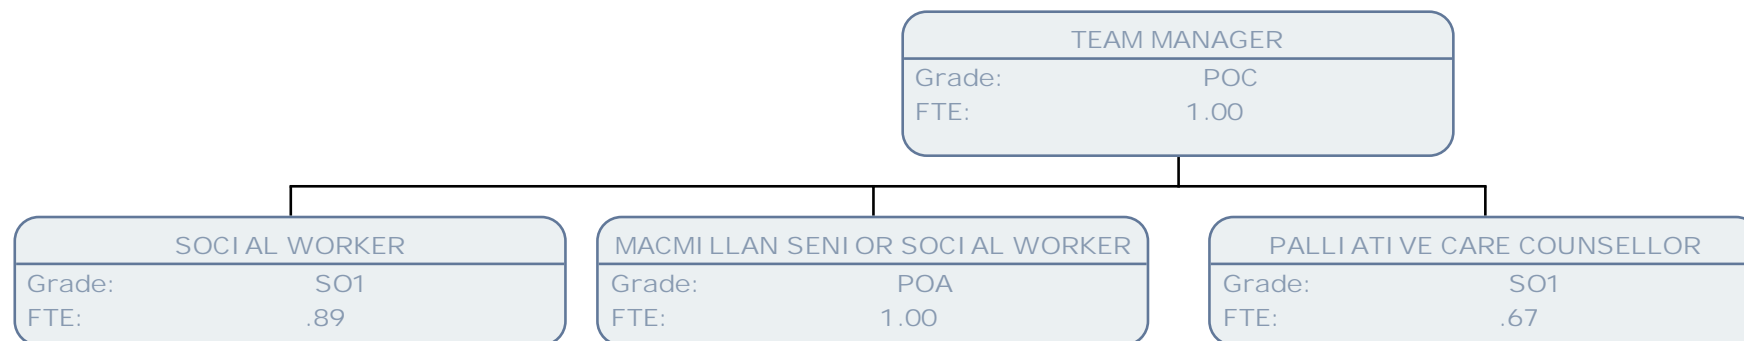 TEAM MANAGER
Grade: POC
FTE: 1.00
SOCIAL WORKER
Grade: SO1
FTE: .89
MACMILLAN SENIOR SOCIAL WORKER
Grade: POA
FTE: 1.00
PALLIATIVE CARE COUNSELLOR
Grade: SO1
FTE: .67